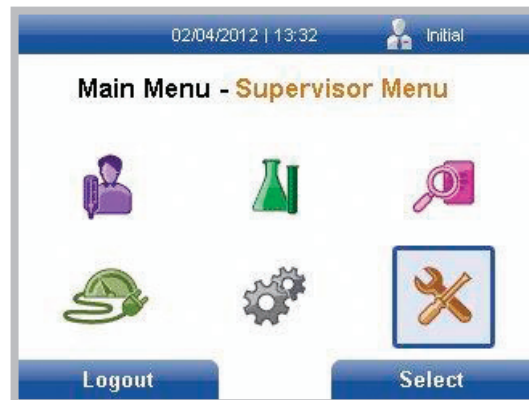 02/04/2012 | 13:32 Initial
Main Menu - Supervisor Menu
Logout Select